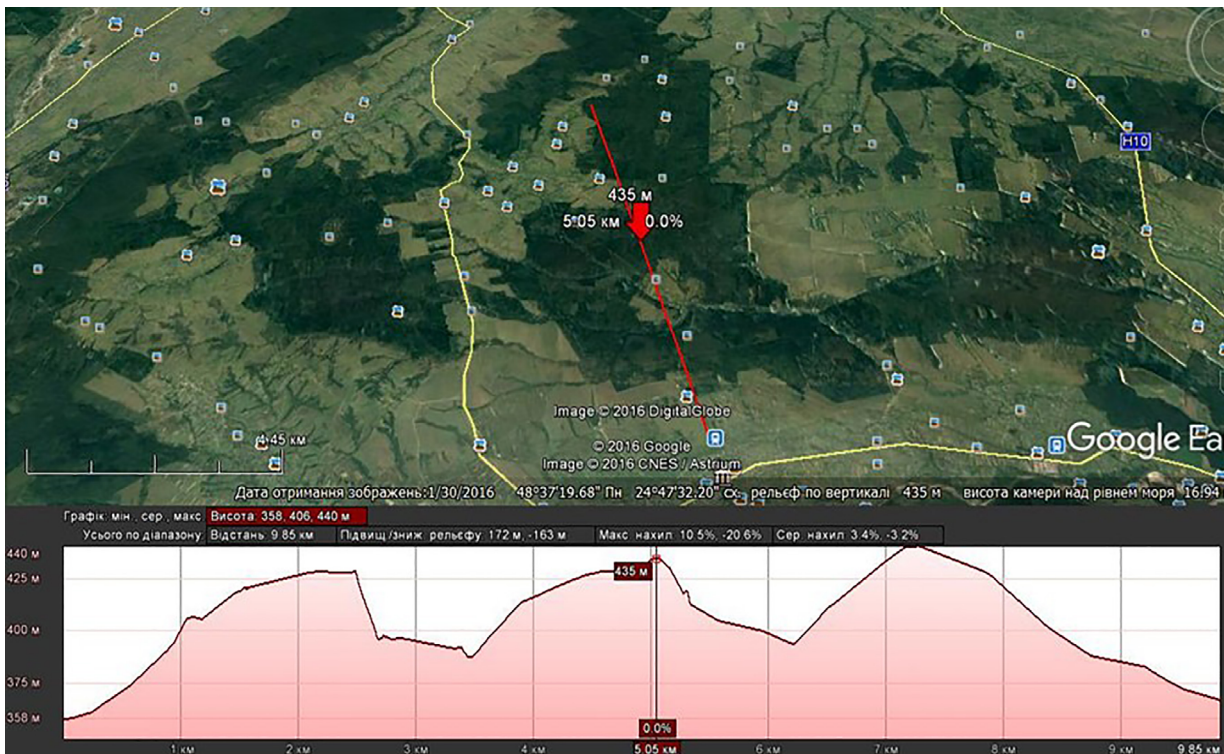 H10
435 м
5.05 км
0.0%
Image © 2016 DigitalGlobe
© 2016 Google
Image © 2016 CNES / Astrium
Google Ea
4.45 км
Дата отримання зображень:1/30/2016 48°37'19.68" Пн 24°47'32.20" сх рельєф по вертикалі 435 м висота камери над рівнем моря 16.94
Графік: мін., сер., макс Висота: 358, 406, 440 м
Усього по діапазону: Відстань: 9.85 км Підвищ/зниж. рельєфу: 172 м, -163 м Макс нахил: 10.5%, -20.6% Сер. нахил: 3.4%, -3.2%
440 м
425 м
400 м
375 м
358 м
435 м
0.0%
1 км 2 км 3 км 4 км 5.05 км 6 км 7 км 8 км 9 км 9.85 км